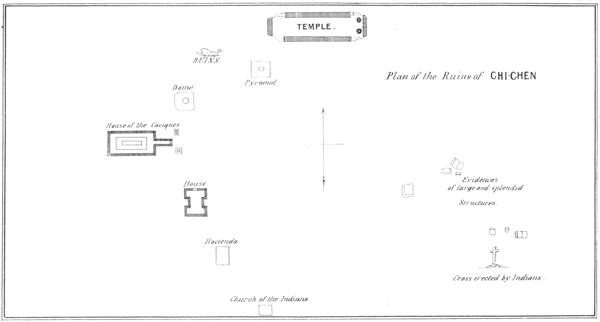 TEMPLE.
Plan of the Ruins of CHI-CHEN
RUINS.
Pyramid
Dome
House of the Caciques
House
Hacienda
Church of the Indians
Evidences
of large and splendid
Structures.
Cross erected by Indians.